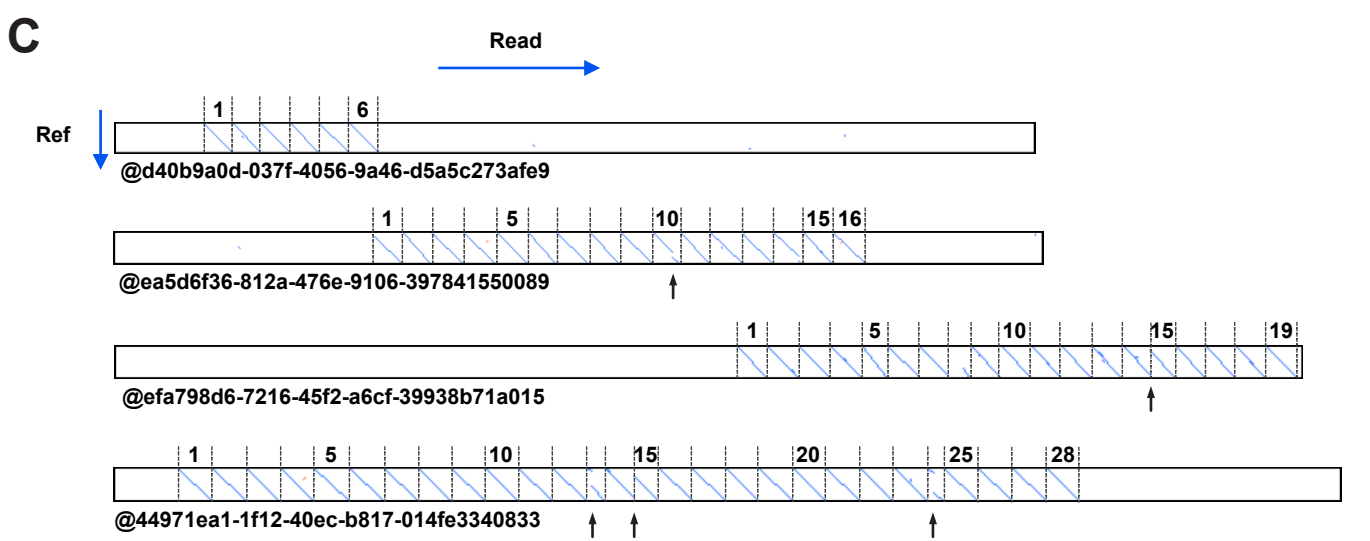 C
Read
Ref
1 6
@d40b9a0d-037f-4056-9a46-d5a5c273afe9
1 5 10 15 16
@ea5d6f36-812a-476e-9106-397841550089
1 5 10 15 19
@efa798d6-7216-45f2-a6cf-39938b71a015
1 5 10 15 20 25 28
@44971ea1-1f12-40ec-b817-014fe3340833